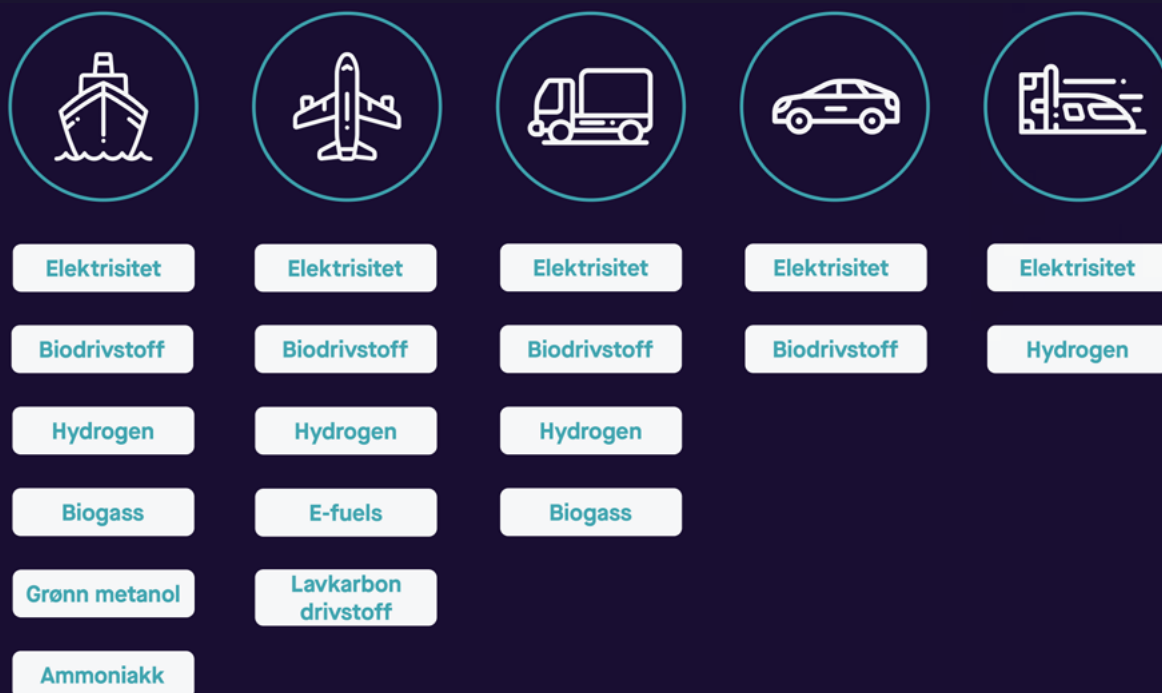 Elektrisitet
Biodrivstoff
Hydrogen
Biogass
Grønn metanol
Ammoniakk
Elektrisitet
Biodrivstoff
Hydrogen
E-fuels
Lavkarbon
drivstoff
Elektrisitet
Biodrivstoff
Hydrogen
Biogass
Elektrisitet
Biodrivstoff
Elektrisitet
Hydrogen